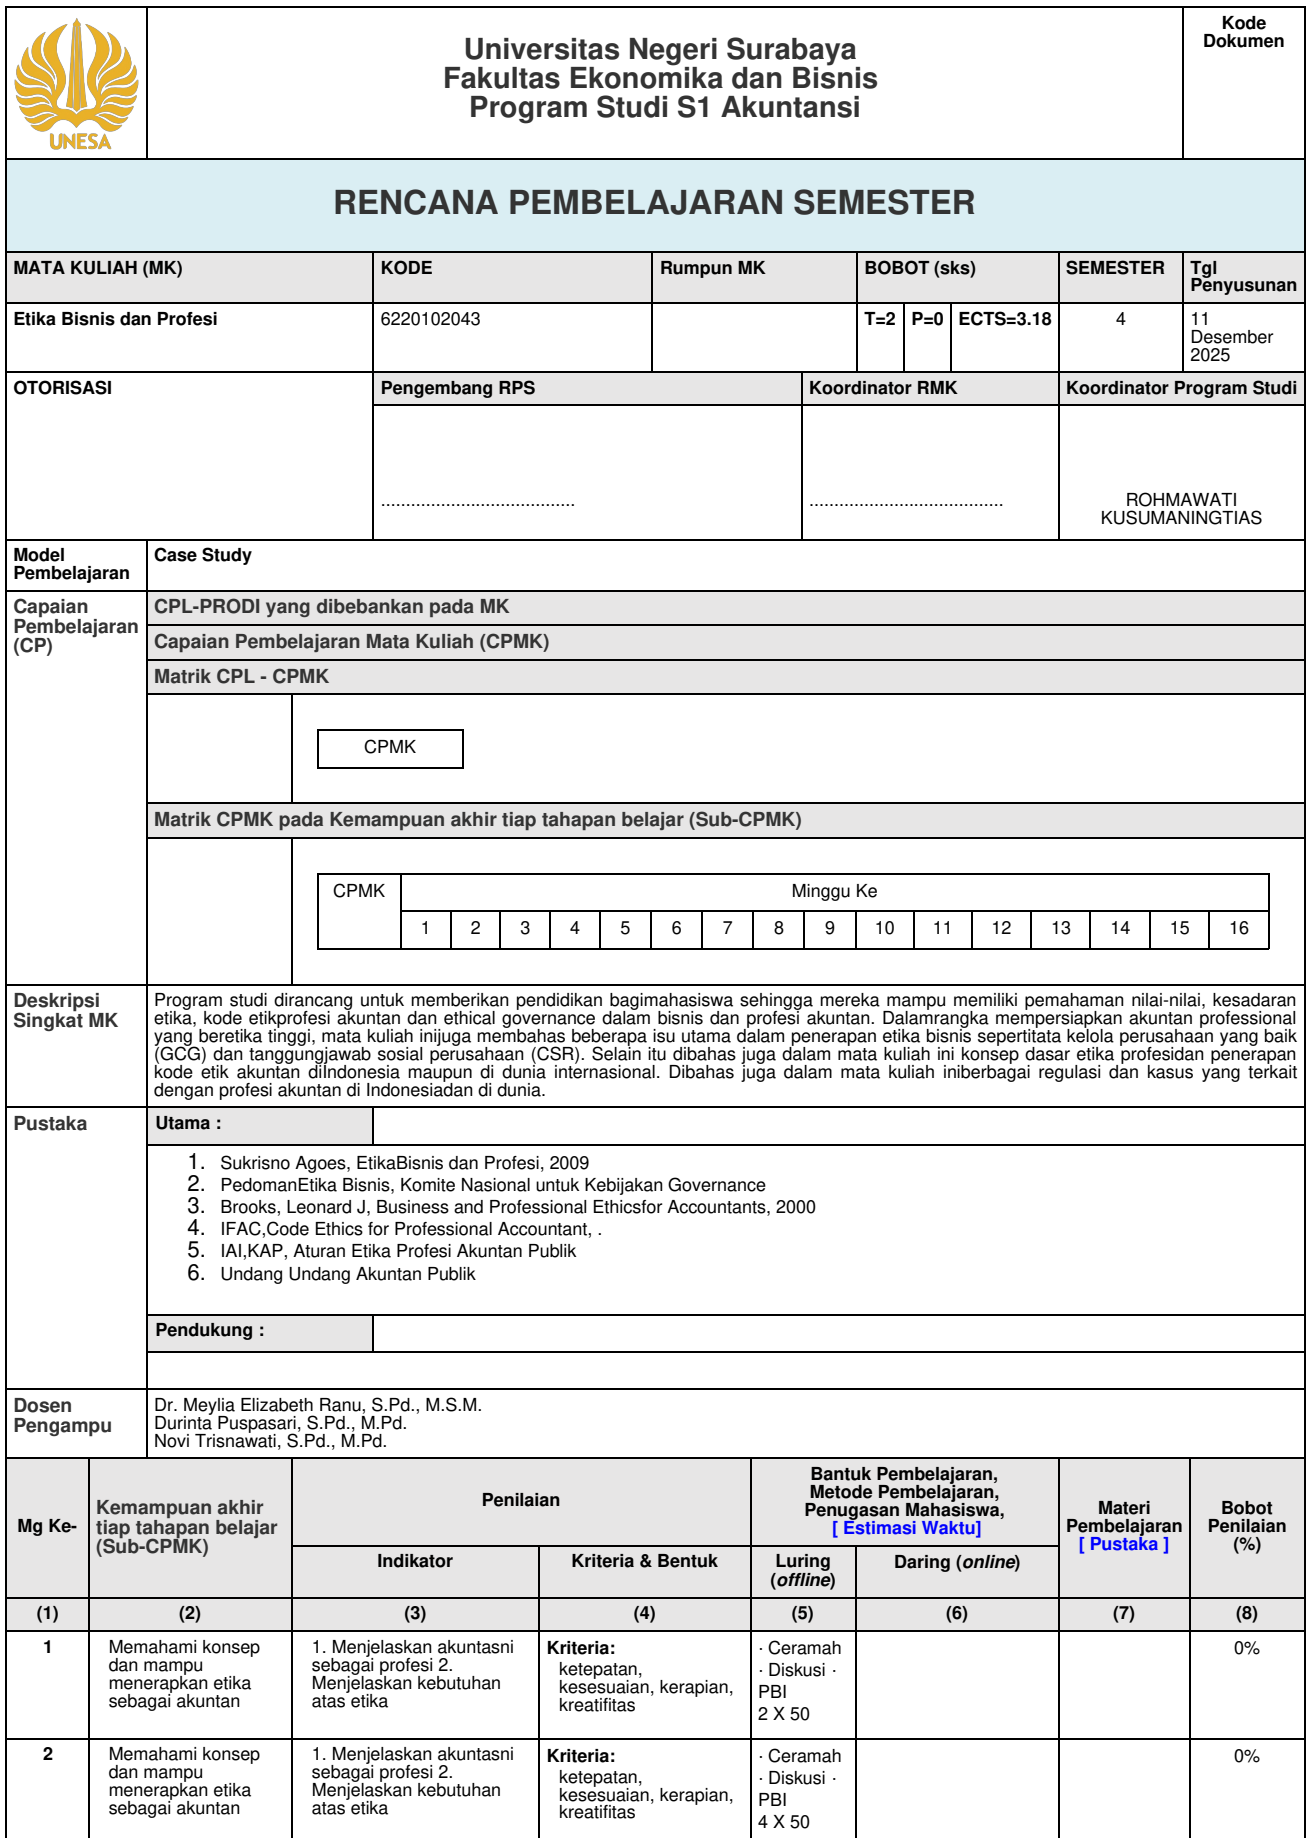 UNESA
Universitas Negeri Surabaya
Fakultas Ekonomika dan Bisnis
Program Studi S1 Akuntansi
Kode
Dokumen
RENCANA PEMBELAJARAN SEMESTER
MATA KULIAH (MK)
KODE
Rumpun MK
BOBOT (sks)
SEMESTER
Tgl
Penyusunan
Etika Bisnis dan Profesi
6220102043
T=2
P=0
ECTS=3.18
4
11
Desember
2025
OTORISASI
Pengembang RPS
Koordinator RMK
Koordinator Program Studi
.......................................
.......................................
ROHMAWATI
KUSUMANINGTIAS
Model
Pembelajaran
Case Study
Capaian
Pembelajaran
(CP)
CPL-PRODI yang dibebankan pada MK
Capaian Pembelajaran Mata Kuliah (CPMK)
Matrik CPL - CPMK
CPMK
Matrik CPMK pada Kemampuan akhir tiap tahapan belajar (Sub-CPMK)
CPMK
Minggu Ke
1 2 3 4 5 6 7 8 9 10 11 12 13 14 15 16
Deskripsi
Singkat MK
Program studi dirancang untuk memberikan pendidikan bagimahasiswa sehingga mereka mampu memiliki pemahaman nilai-nilai, kesadaran
etika, kode etikprofesi akuntan dan ethical governance dalam bisnis dan profesi akuntan. Dalamrangka mempersiapkan akuntan professional
yang beretika tinggi, mata kuliah inijuga membahas beberapa isu utama dalam penerapan etika bisnis sepertitata kelola perusahaan yang baik
(GCG) dan tanggungjawab sosial perusahaan (CSR). Selain itu dibahas juga dalam mata kuliah ini konsep dasar etika profesidan penerapan
kode etik akuntan diIndonesia maupun di dunia internasional. Dibahas juga dalam mata kuliah iniberbagai regulasi dan kasus yang terkait
dengan profesi akuntan di Indonesiadan di dunia.
Pustaka
Utama :
1. Sukrisno Agoes, EtikaBisnis dan Profesi, 2009
2. PedomanEtika Bisnis, Komite Nasional untuk Kebijakan Governance
3. Brooks, Leonard J, Business and Professional Ethicsfor Accountants, 2000
4. IFAC,Code Ethics for Professional Accountant, .
5. IAI,KAP, Aturan Etika Profesi Akuntan Publik
6. Undang Undang Akuntan Publik
Pendukung :
Dosen
Pengampu
Dr. Meylia Elizabeth Ranu, S.Pd., M.S.M.
Durinta Puspasari, S.Pd., M.Pd.
Novi Trisnawati, S.Pd., M.Pd.
Mg Ke-
Kemampuan akhir
tiap tahapan belajar
(Sub-CPMK)
Penilaian
Bantuk Pembelajaran,
Metode Pembelajaran,
Penugasan Mahasiswa,
[ Estimasi Waktu]
Materi
Pembelajaran
[ Pustaka ]
Bobot
Penilaian
(%)
Indikator
Kriteria & Bentuk
Luring
(offline)
Daring (online)
(1)
(2)
(3)
(4)
(5)
(6)
(7)
(8)
1
Memahami konsep
dan mampu
menerapkan etika
sebagai akuntan
1. Menjelaskan akuntasni
sebagai profesi 2.
Menjelaskan kebutuhan
atas etika
Kriteria:
ketepatan,
kesesuaian, kerapian,
kreatifitas
· Ceramah
· Diskusi ·
PBI
2 X 50
0%
2
Memahami konsep
dan mampu
menerapkan etika
sebagai akuntan
1. Menjelaskan akuntasni
sebagai profesi 2.
Menjelaskan kebutuhan
atas etika
Kriteria:
ketepatan,
kesesuaian, kerapian,
kreatifitas
· Ceramah
· Diskusi ·
PBI
4 X 50
0%